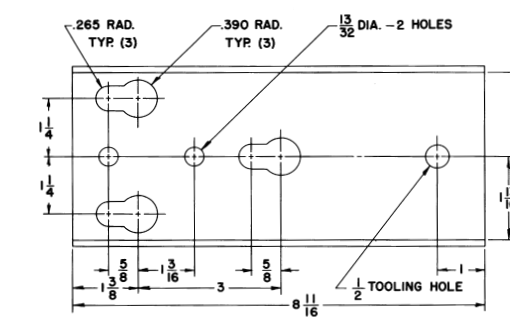 .265 RAD.
TYP. (3)
.390 RAD.
TYP. (3)
13/32 DIA. – 2 HOLES
1 1/4
1 1/4
5/8
1 3/16
5/8
1
1 3/8
3
1/2 TOOLING HOLE
8 11/16